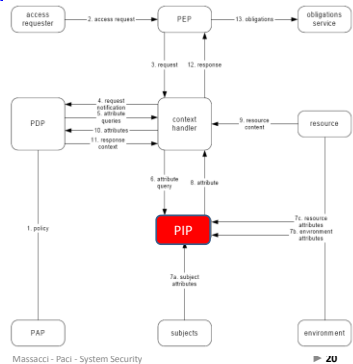 access
requester
2. access request
PEP
13. obligations
obligations
service
3. request
12. response
4. request
notification
5. attribute
queries
10. attributes
11. response
context
PDP
context
handler
9. resource
content
resource
6. attribute
query
8. attribute
1. policy
PIP
7c. resource
attributes
7b. environment
attributes
7a. subject
attributes
PAP
subjects
environment
Massacci - Paci - System Security
20